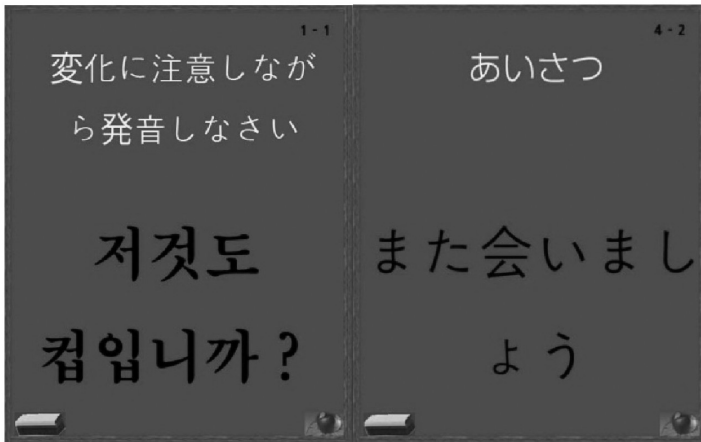 1 - 1
変化に注意しなが
ら発音しなさい
저것도
컵입니까 ?
4 - 2
あいさつ
また会いまし
ょう